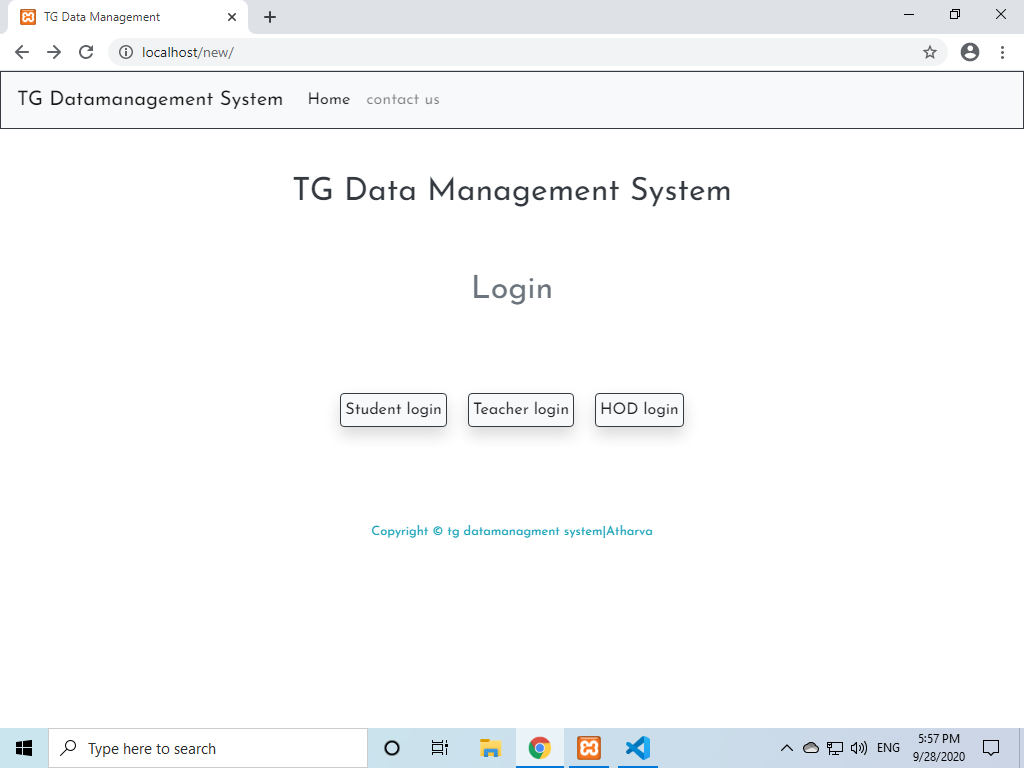 TG Data Management
localhost/new/
TG Datamanagement System Home contact us
TG Data Management System
Login
Student login Teacher login HOD login
Copyright © tg datamanagment system|Atharva
Type here to search
ENG
5:57 PM
9/28/2020